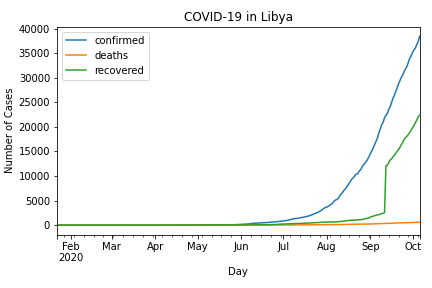 COVID-19 in Libya
confirmed
deaths
recovered
Number of Cases
40000
35000
30000
25000
20000
15000
10000
5000
0
Feb Mar Apr May Jun Jul Aug Sep Oct
2020
Day